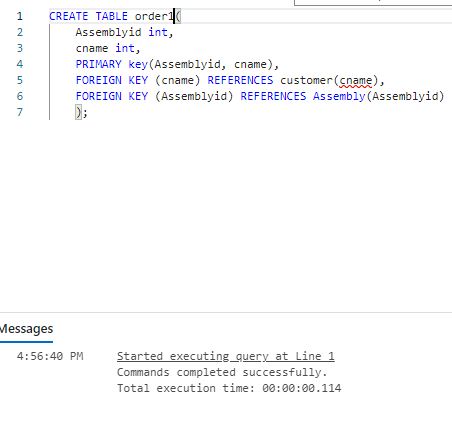 1 CREATE TABLE order1(
2 Assemblyid int,
3 cname int,
4 PRIMARY key(Assemblyid, cname),
5 FOREIGN KEY (cname) REFERENCES customer(cname),
6 FOREIGN KEY (Assemblyid) REFERENCES Assembly(Assemblyid)
7 );
Messages
4:56:40 PM Started executing query at Line 1
Commands completed successfully.
Total execution time: 00:00:00.114